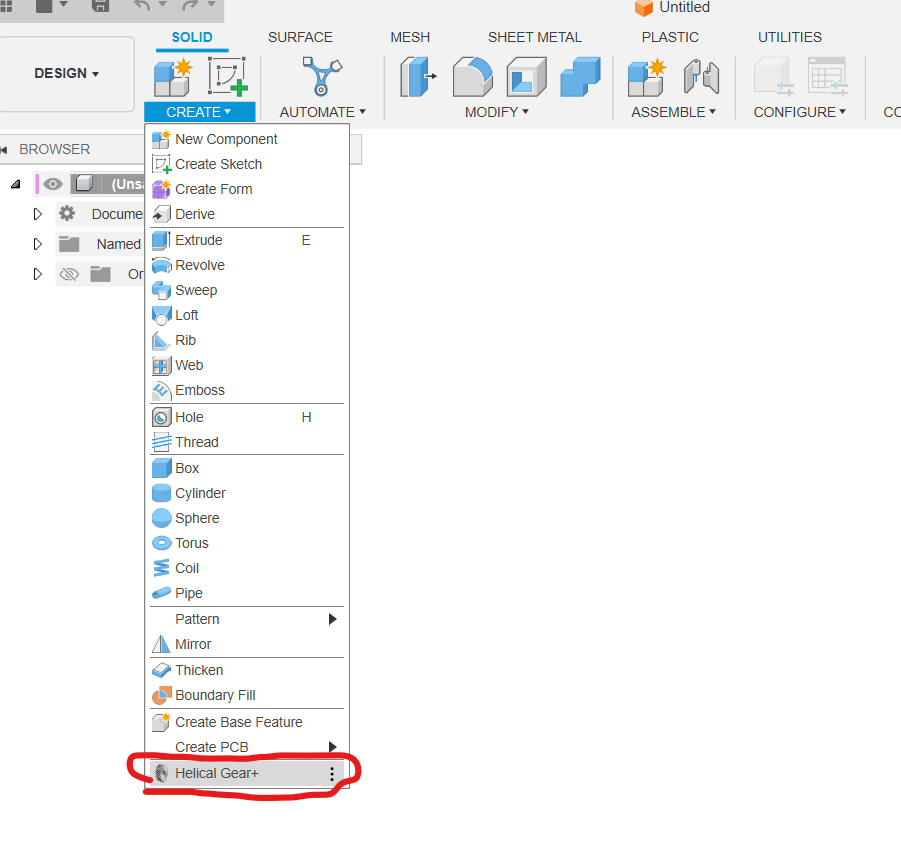 Untitled
SOLID SURFACE MESH SHEET METAL PLASTIC UTILITIES
DESIGN
CREATE AUTOMATE MODIFY ASSEMBLE CONFIGURE CO
BROWSER
(Unsa
Docume
Named
Or
New Component
Create Sketch
Create Form
Derive
Extrude E
Revolve
Sweep
Loft
Rib
Web
Emboss
Hole H
Thread
Box
Cylinder
Sphere
Torus
Coil
Pipe
Pattern
Mirror
Thicken
Boundary Fill
Create Base Feature
Create PCB
Helical Gear+